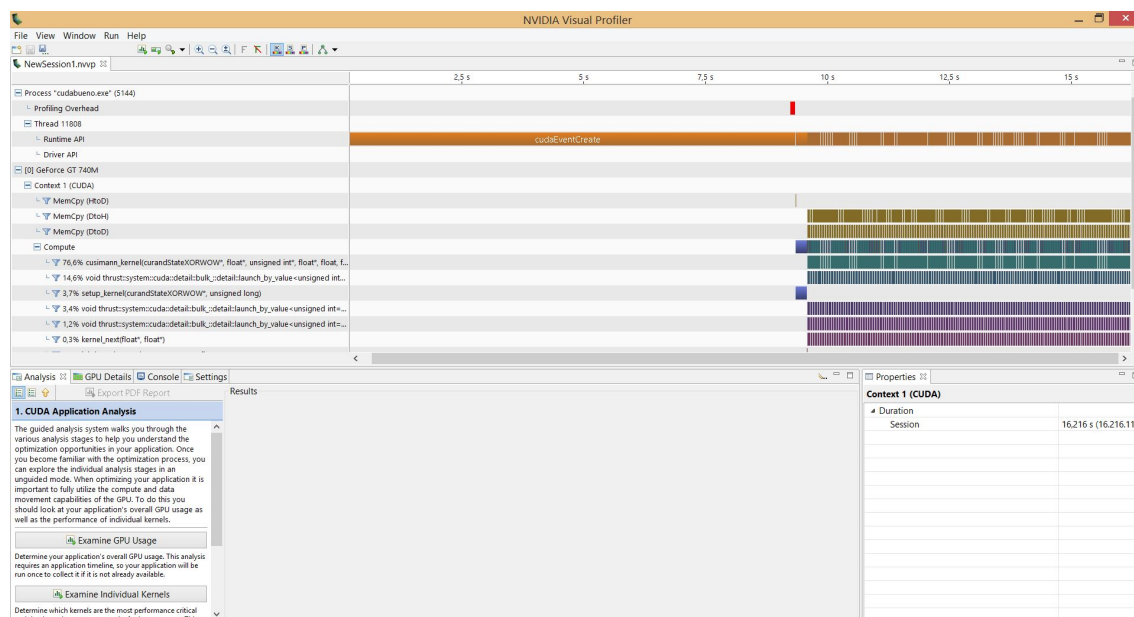 NVIDIA Visual Profiler
File View Window Run Help
NewSession1.nvvp
2,5 s 5 s 7,5 s 10 s 12,5 s 15 s
Process "cudabueno.exe" (5144)
Profiling Overhead
Thread 11808
Runtime API cudaEventCreate
Driver API
[0] GeForce GT 740M
Context 1 (CUDA)
MemCpy (HtoD)
MemCpy (DtoH)
MemCpy (DtoD)
Compute
76,6% cusimann_kernel(curandStateXORWOW*, float*, unsigned int*, float*, float, f...
14,6% void thrust::system::cuda::detail::bulk_::detail::launch_by_value<unsigned int...
3,7% setup_kernel(curandStateXORWOW*, unsigned long)
3,4% void thrust::system::cuda::detail::bulk_::detail::launch_by_value<unsigned int=...
1,2% void thrust::system::cuda::detail::bulk_::detail::launch_by_value<unsigned int=...
0,3% kernel_next(float*, float*)
Analysis GPU Details Console Settings
Export PDF Report
Results
1. CUDA Application Analysis
The guided analysis system walks you through the
various analysis stages to help you understand the
optimization opportunities in your application. Once
you become familiar with the optimization process, you
can explore the individual analysis stages in an
unguided mode. When optimizing your application it is
important to fully utilize the compute and data
movement capabilities of the GPU. To do this you
should look at your application's overall GPU usage as
well as the performance of individual kernels.
Examine GPU Usage
Determine your application's overall GPU usage. This analysis
requires an application timeline, so your application will be
run once to collect it if it is not already available.
Examine Individual Kernels
Determine which kernels are the most performance critical
Properties
Context 1 (CUDA)
Duration
Session 16,216 s (16.216.11